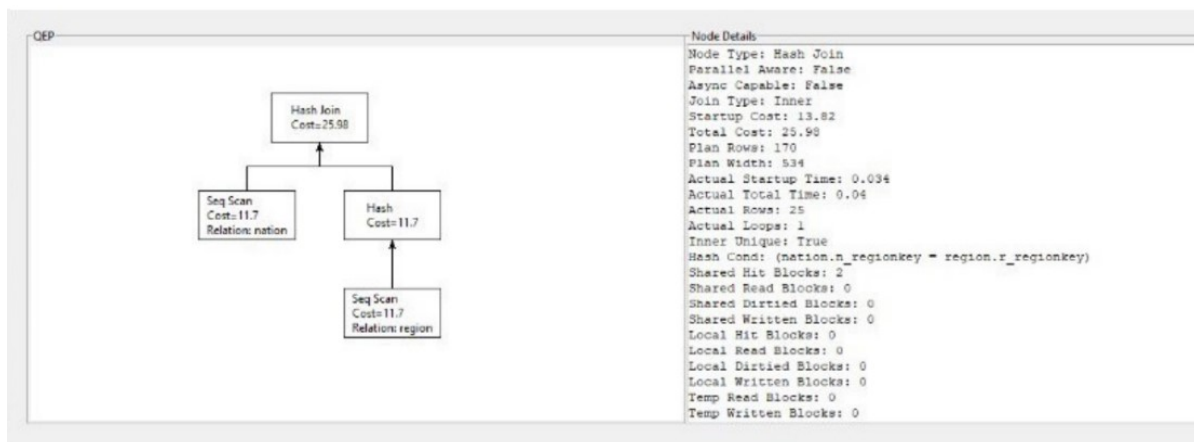 QEP
Hash Join
Cost=25.98
Seq Scan
Cost=11.7
Relation: nation
Hash
Cost=11.7
Seq Scan
Cost=11.7
Relation: region
Node Details
Node Type: Hash Join
Parallel Aware: False
Async Capable: False
Join Type: Inner
Startup Cost: 13.82
Total Cost: 25.98
Plan Rows: 170
Plan Width: 534
Actual Startup Time: 0.034
Actual Total Time: 0.04
Actual Rows: 25
Actual Loops: 1
Inner Unique: True
Hash Cond: (nation.n_regionkey = region.r_regionkey)
Shared Hit Blocks: 2
Shared Read Blocks: 0
Shared Dirtied Blocks: 0
Shared Written Blocks: 0
Local Hit Blocks: 0
Local Read Blocks: 0
Local Dirtied Blocks: 0
Local Written Blocks: 0
Temp Read Blocks: 0
Temp Written Blocks: 0